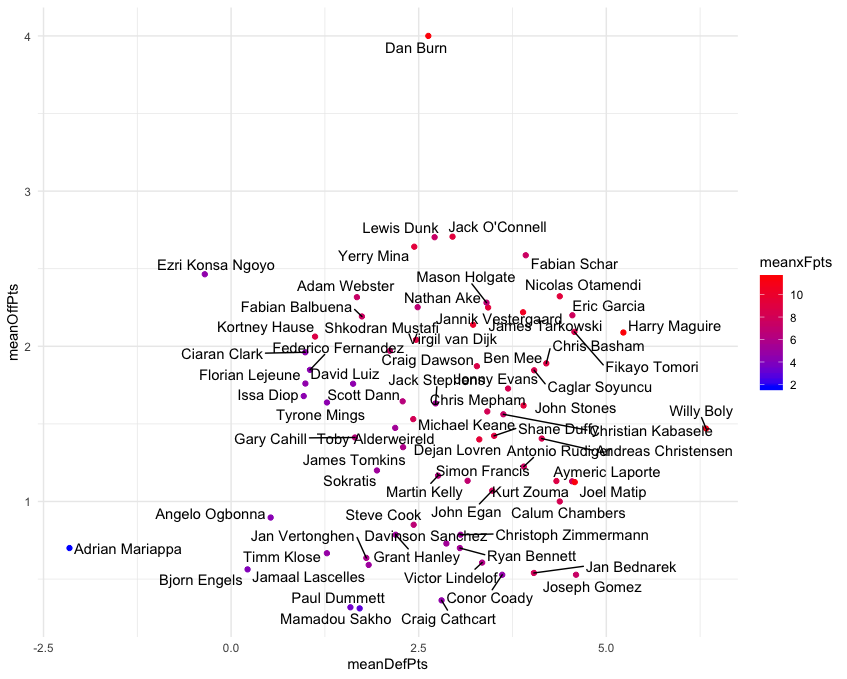 4
Dan Burn
3
Lewis Dunk
Jack O'Connell
Yerry Mina
Ezri Konsa Ngoyo
Fabian Schar
Mason Holgate
Adam Webster
Nathan Ake
Nicolas Otamendi
Fabian Balbuena
Eric Garcia
Jannik Vestergaard
Kortney Hause
Shkodran Mustafi
James Tarkowski
Harry Maguire
Virgil van Dijk
2
Ciaran Clark
Federico Fernandez
Chris Basham
Craig Dawson
Ben Mee
Fikayo Tomori
Florian Lejeune
David Luiz
Jack Stephens
Jonny Evans
Caglar Soyuncu
Issa Diop
Scott Dann
Chris Mepham
John Stones
Willy Boly
Tyrone Mings
Michael Keane
Shane Duffy
Christian Kabasele
Gary Cahill
Toby Alderweireld
Dejan Lovren
Antonio Rudiger
Andreas Christensen
James Tomkins
Simon Francis
Aymeric Laporte
Sokratis
Martin Kelly
Kurt Zouma
Joel Matip
1
John Egan
Calum Chambers
Angelo Ogbonna
Steve Cook
Jan Vertonghen
Davinson Sanchez
Christoph Zimmermann
Adrian Mariappa
Timm Klose
Grant Hanley
Ryan Bennett
Bjorn Engels
Jamaal Lascelles
Victor Lindelof
Jan Bednarek
Joseph Gomez
Paul Dummett
Conor Coady
Mamadou Sakho
Craig Cathcart
-2.5
0.0
2.5
5.0
meanDefPts
meanOffPts
meanxFpts
10
8
6
4
2